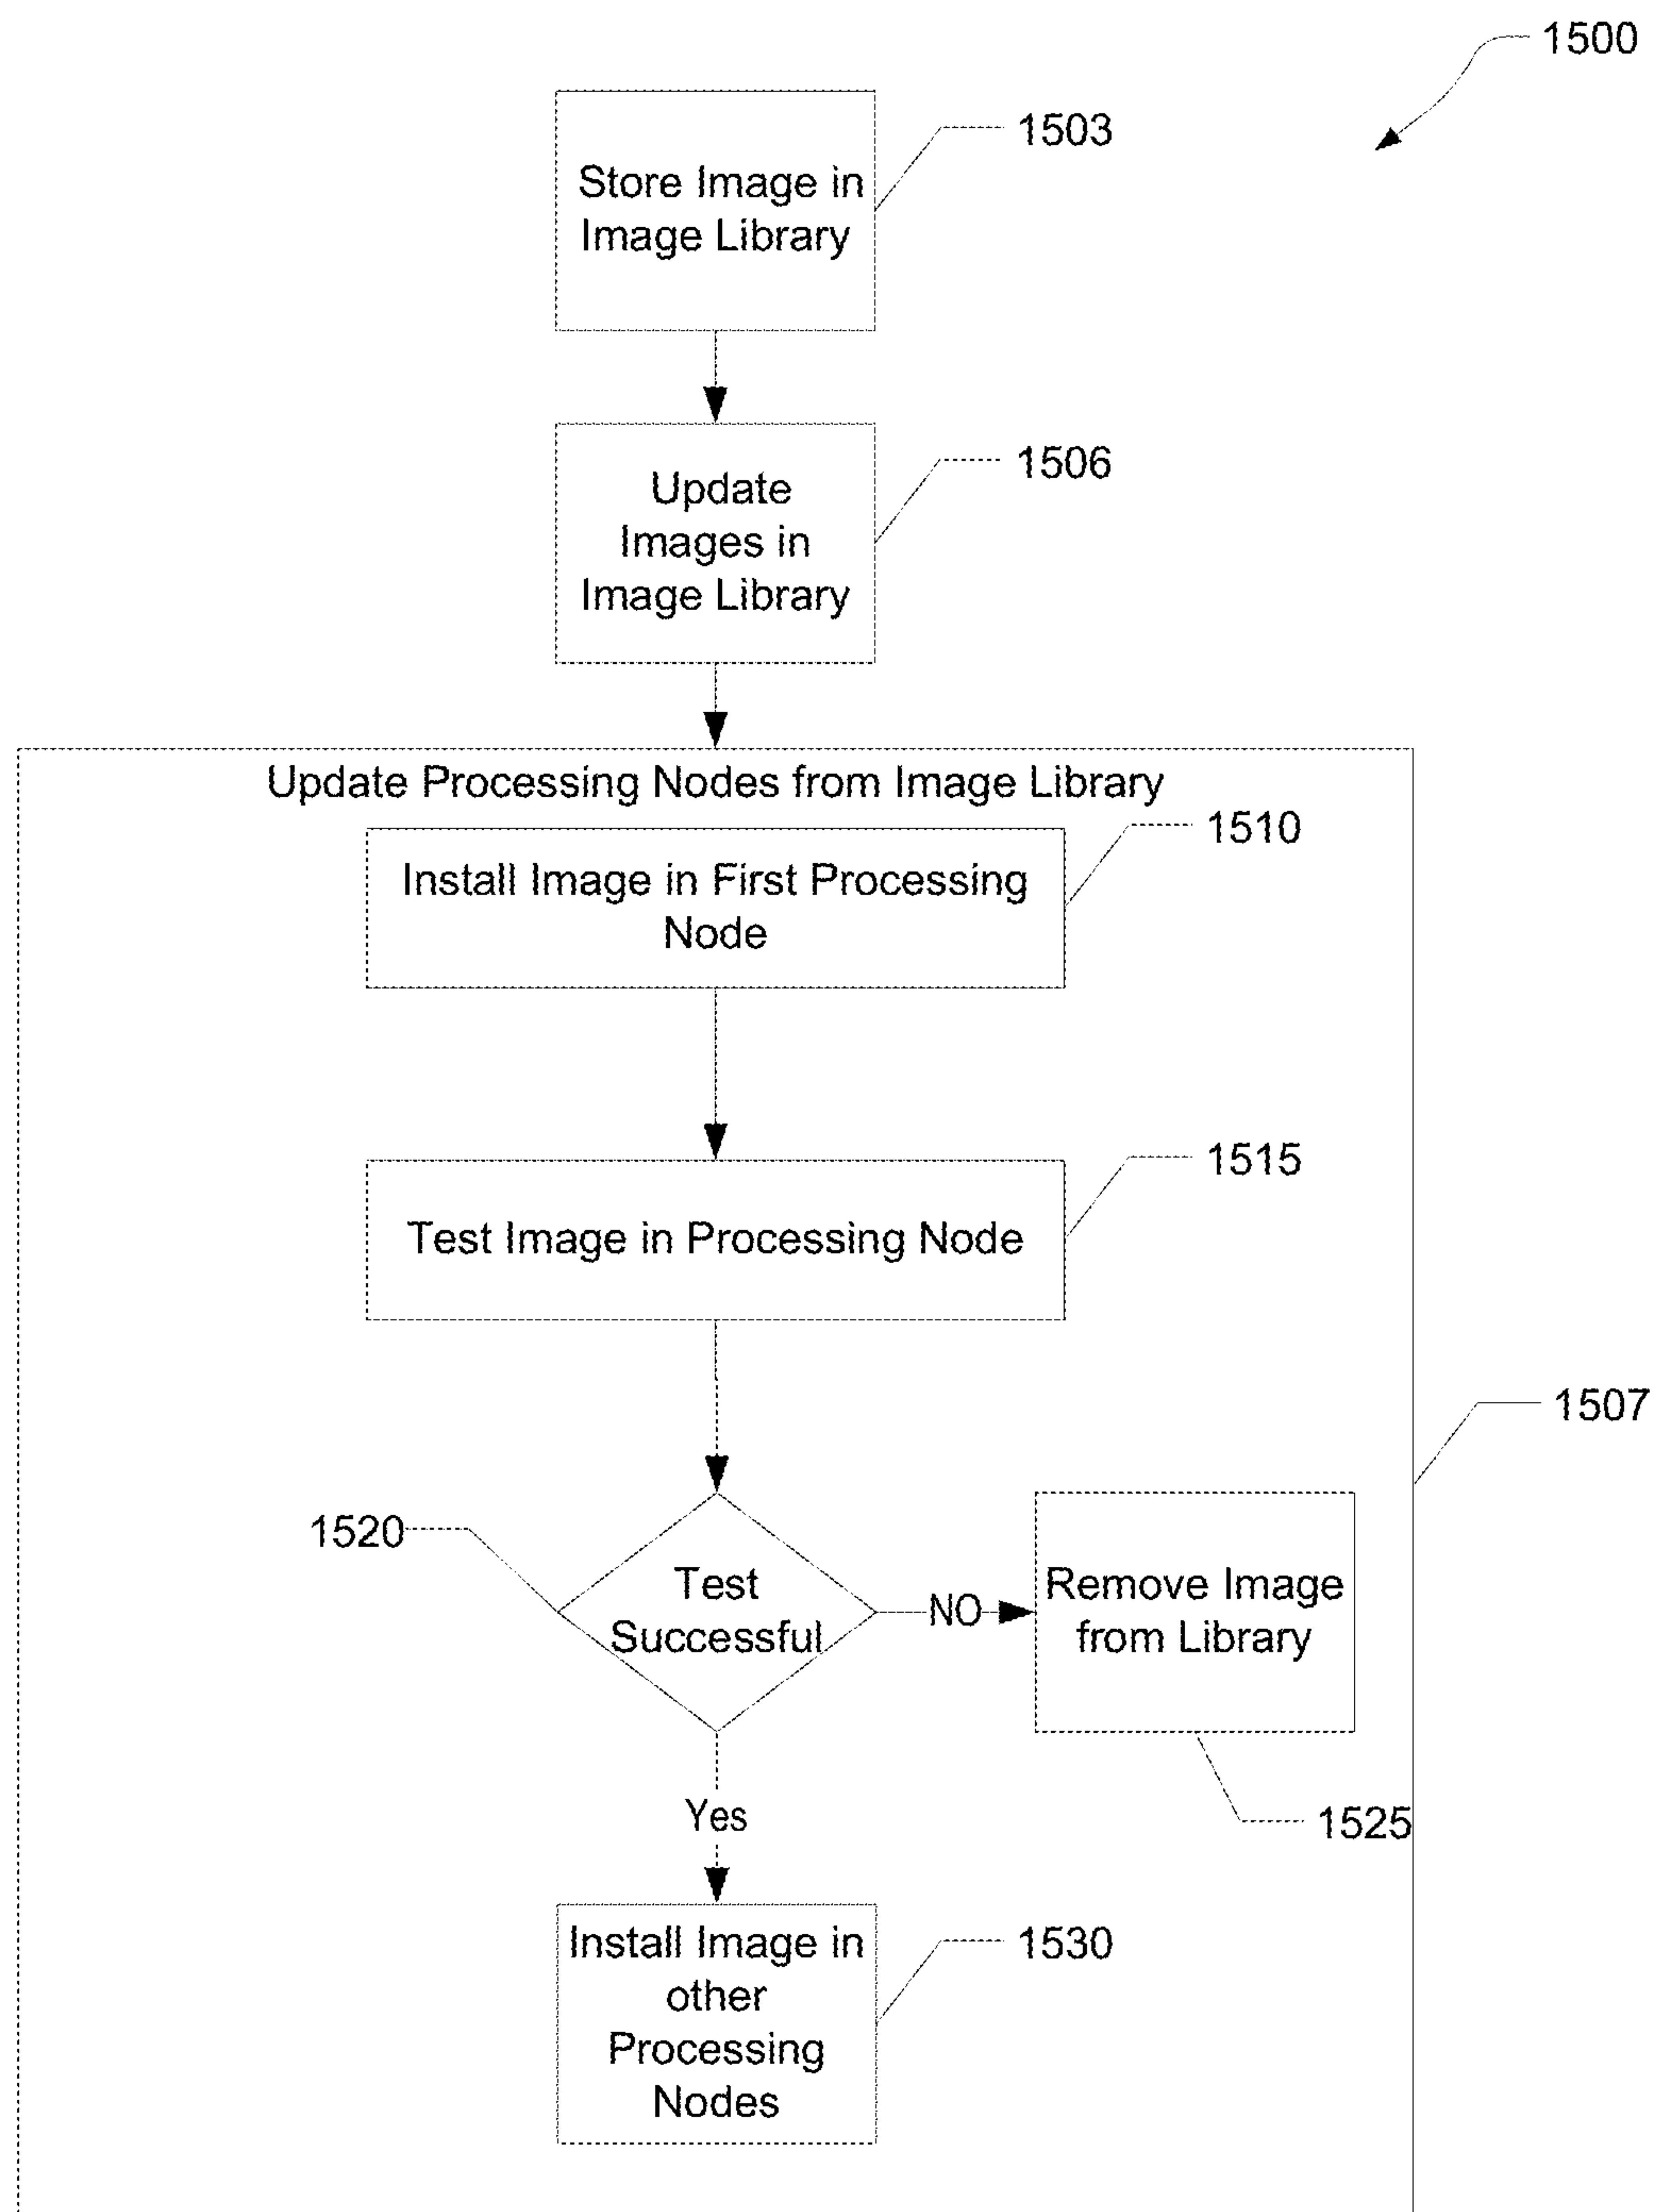 1500
1503
Store Image in
Image Library
1506
Update
Images in
Image Library
Update Processing Nodes from Image Library
1510
Install Image in First Processing
Node
1515
Test Image in Processing Node
1507
1520
Test
Successful
NO
Remove Image
from Library
Yes
1525
Install Image in
other
Processing
Nodes
1530